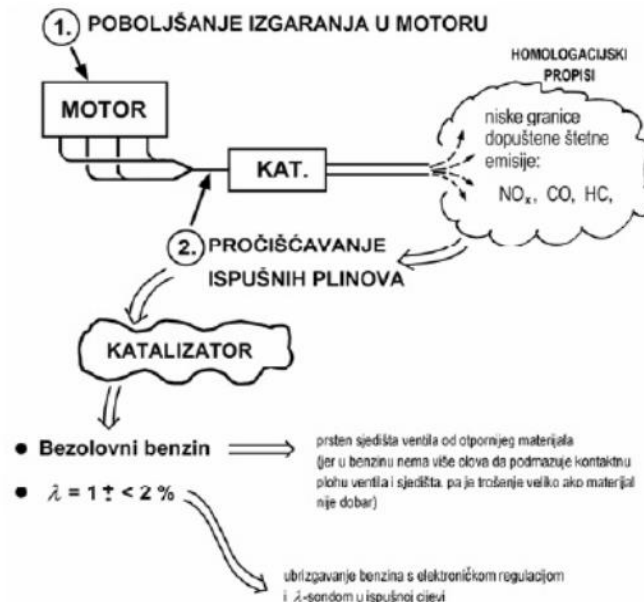 1. POBOLJŠANJE IZGARANJA U MOTORU
HOMOLOGACIJSKI
PROPISI
MOTOR
niske granice
dopuštene štetne
emisije:
NOx, CO, HC,
KAT.
2. PROČIŠĆAVANJE
ISPUŠNIH PLINOVA
KATALIZATOR
● Bezolovni benzin
prsten sjedišta ventila od otpornijeg materijala
(jer u benzinu nema više olova da podmazuje kontaktnu
plohu ventila i sjedišta, pa je trošenje veliko ako materijal
nije dobar)
● λ = 1 ± < 2 %
ubrizgavanje benzina s elektroničkom regulacijom
i λ-sondom u ispušnoj cijevi